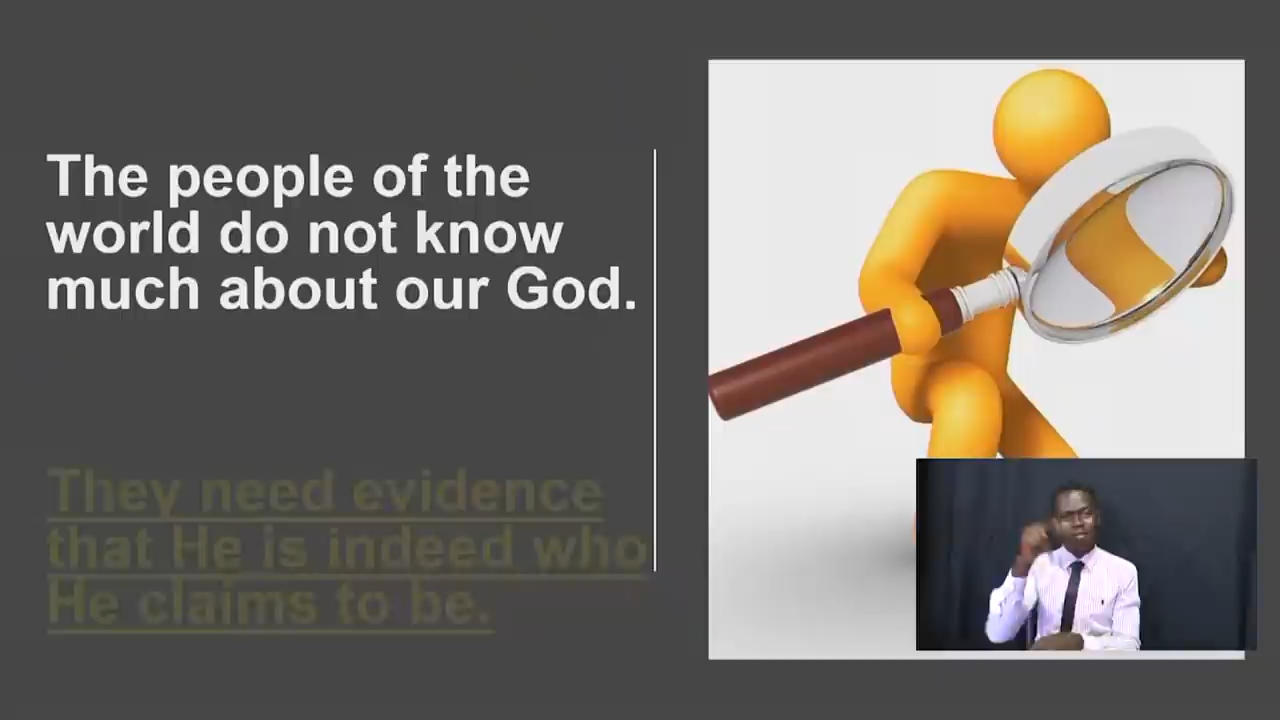 The people of the
world do not know
much about our God.
They need evidence
that He is indeed who
He claims to be.